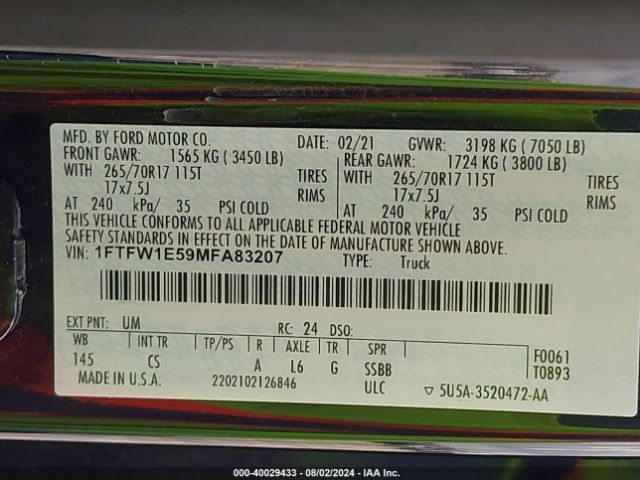 MFD. BY FORD MOTOR CO.
DATE: 02/21 GVWR: 3198 KG ( 7050 LB)
FRONT GAWR: 1565 KG ( 3450 LB)
REAR GAWR: 1724 KG ( 3800 LB)
WITH 265/70R17 115T TIRES
WITH 265/70R17 115T TIRES
17x7.5J RIMS
17x7.5J RIMS
AT 240 kPa/ 35 PSI COLD
AT 240 kPa/ 35 PSI COLD
THIS VEHICLE CONFORMS TO ALL APPLICABLE FEDERAL MOTOR VEHICLE
SAFETY STANDARDS IN EFFECT ON THE DATE OF MANUFACTURE SHOWN ABOVE.
VIN: 1FTFW1E59MFA83207 TYPE: Truck
EXT PNT: UM RC: 24 DSO:
WB INT TR TP/PS R AXLE TR SPR F0061
145 CS A L6 G SSBB T0893
MADE IN U.S.A. 2202102126846 ULC ▽ 5U5A-3520472-AA
000-40029433 - 08/02/2024 - IAA Inc.